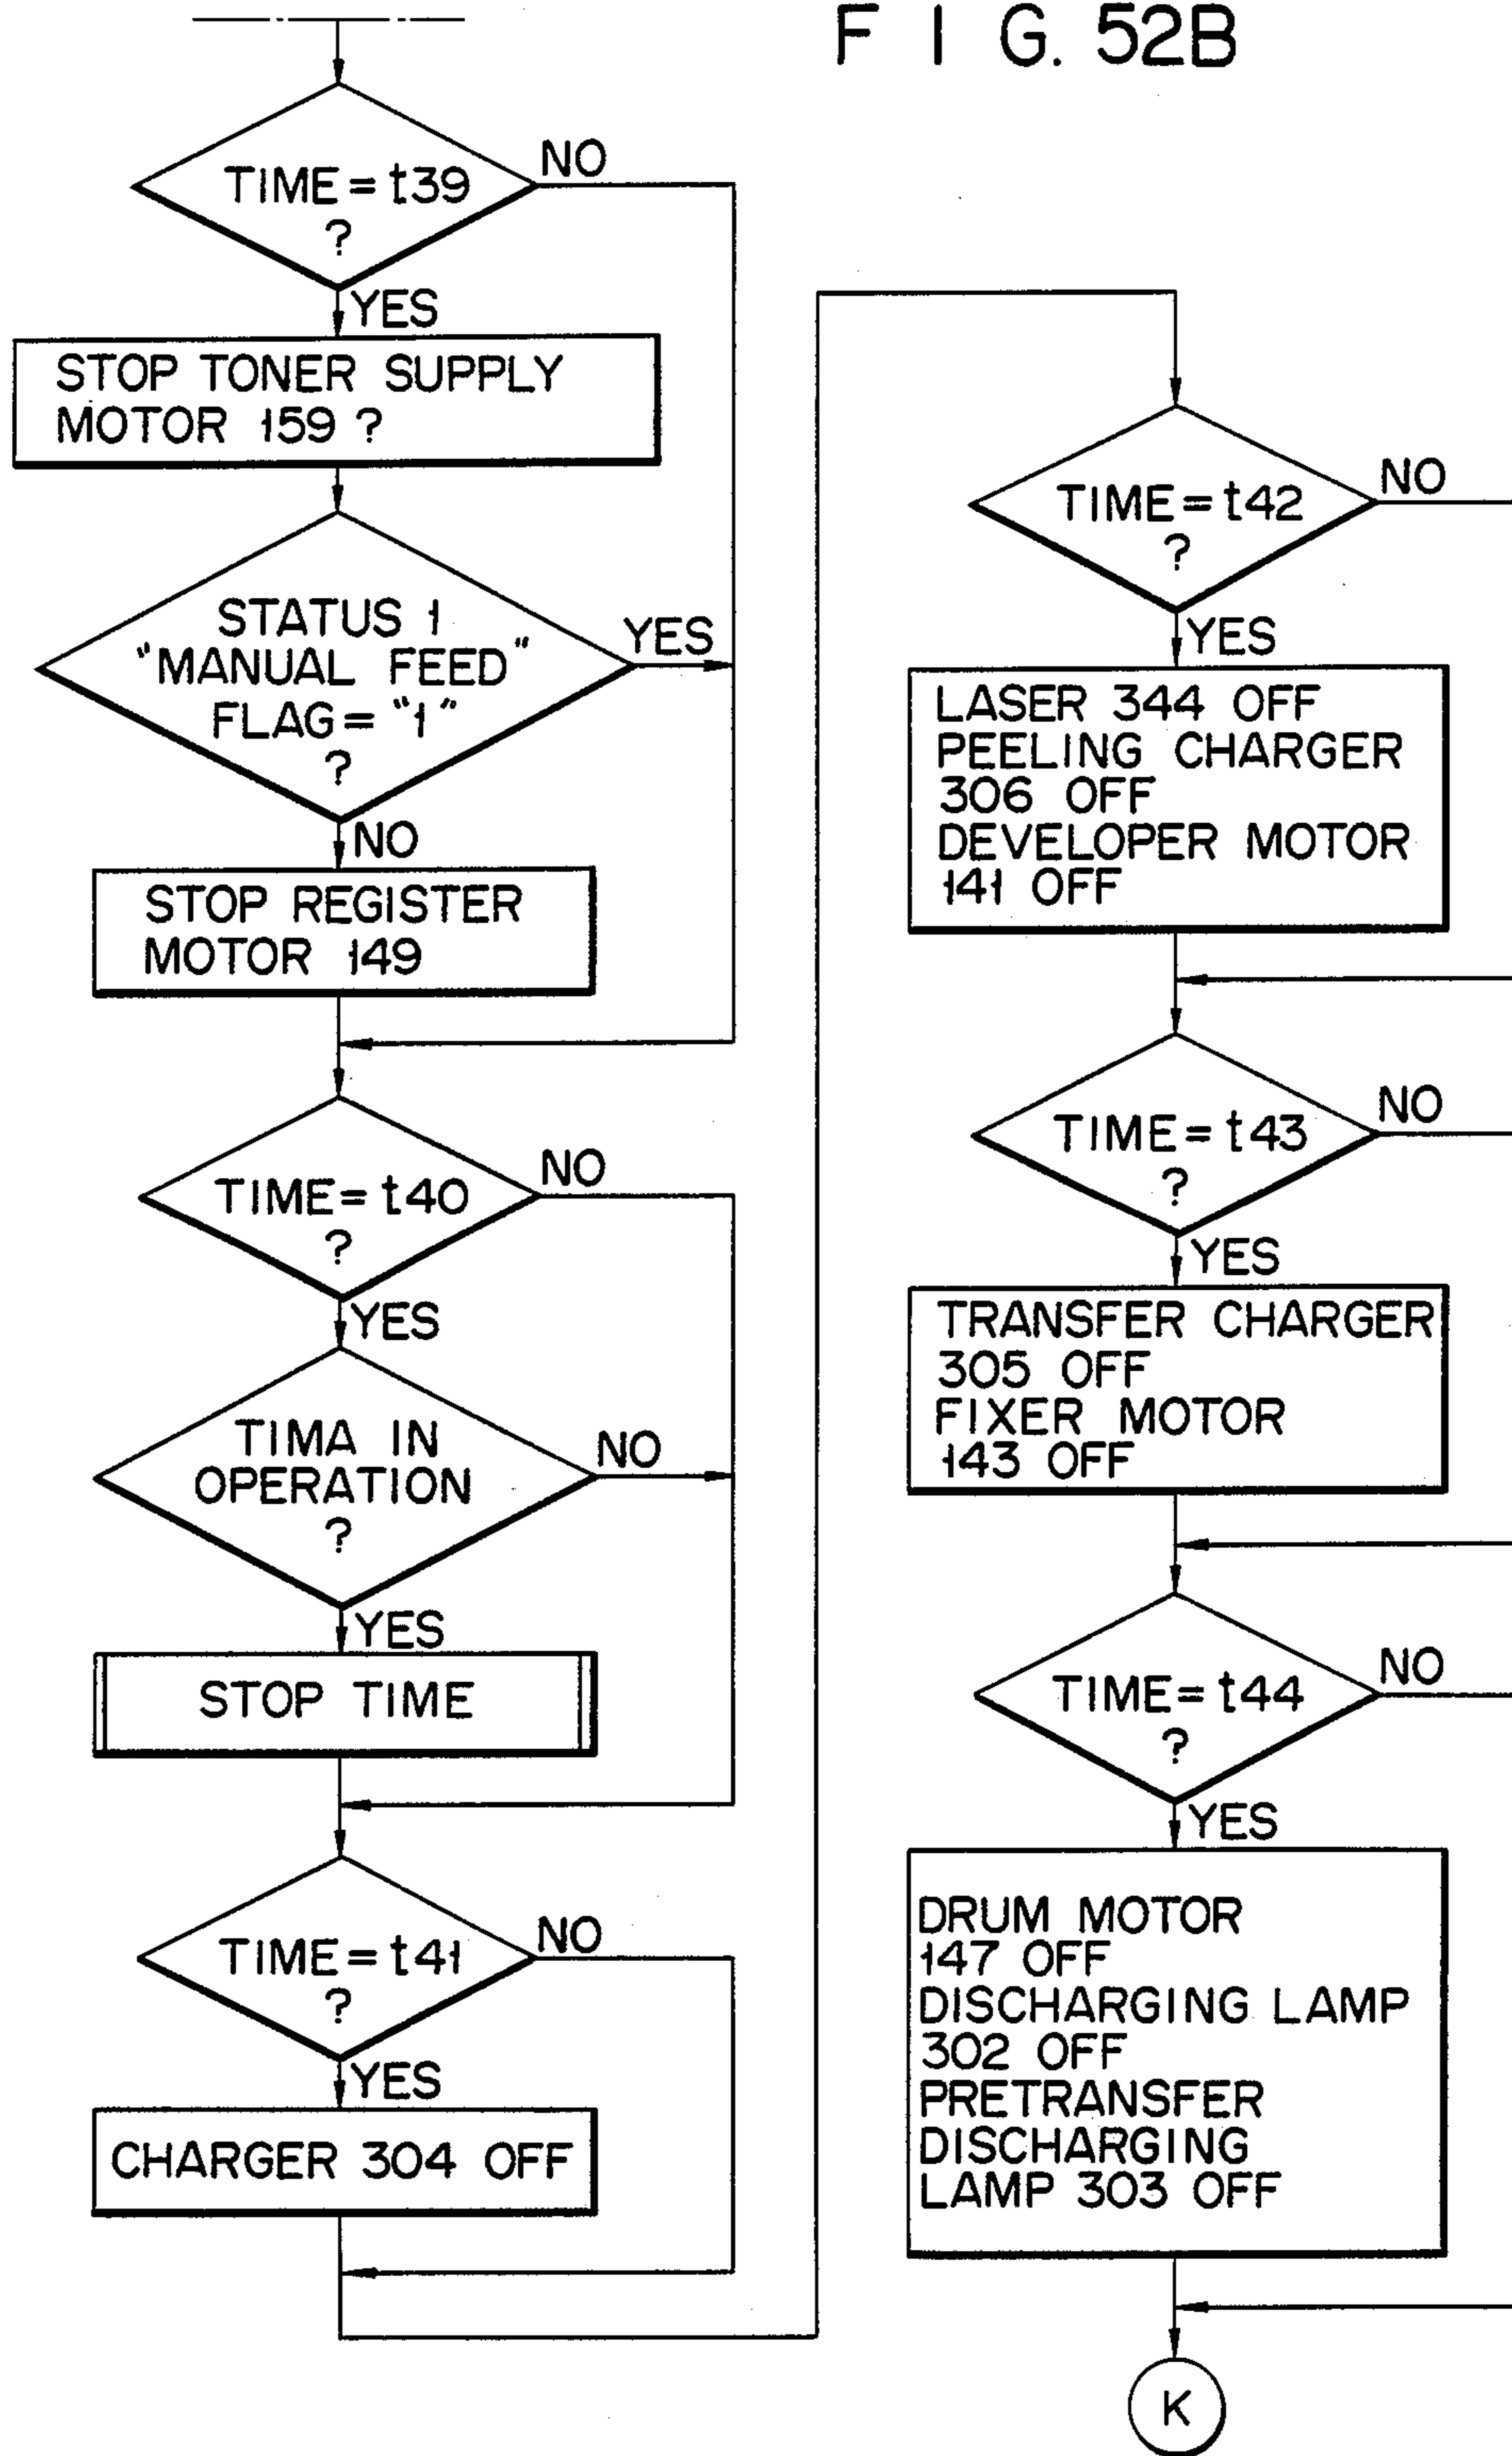 F I G. 52B
TIME = t39
?
NO
YES
STOP TONER SUPPLY
MOTOR 159 ?
STATUS 1
"MANUAL FEED"
FLAG = "1"
?
YES
NO
STOP REGISTER
MOTOR 149
TIME = t40
?
NO
YES
TIMA IN
OPERATION
?
NO
YES
STOP TIME
TIME = t41
?
NO
YES
CHARGER 304 OFF
TIME = t42
?
NO
YES
LASER 344 OFF
PEELING CHARGER
306 OFF
DEVELOPER MOTOR
141 OFF
TIME = t43
?
NO
YES
TRANSFER CHARGER
305 OFF
FIXER MOTOR
143 OFF
TIME = t44
?
NO
YES
DRUM MOTOR
147 OFF
DISCHARGING LAMP
302 OFF
PRETRANSFER
DISCHARGING
LAMP 303 OFF
K